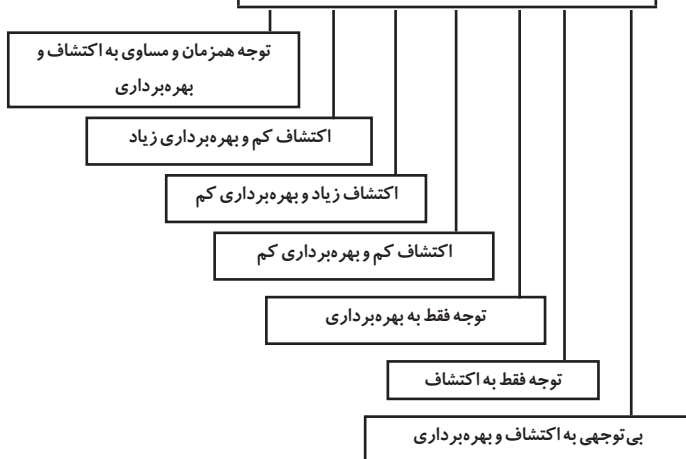 توجه همزمان و مساوی به اکتشاف و
بهره‌برداری
اکتشاف کم و بهره‌برداری زیاد
اکتشاف زیاد و بهره‌برداری کم
اکتشاف کم و بهره‌برداری کم
توجه فقط به بهره‌برداری
توجه فقط به اکتشاف
بی‌توجهی به اکتشاف و بهره‌برداری